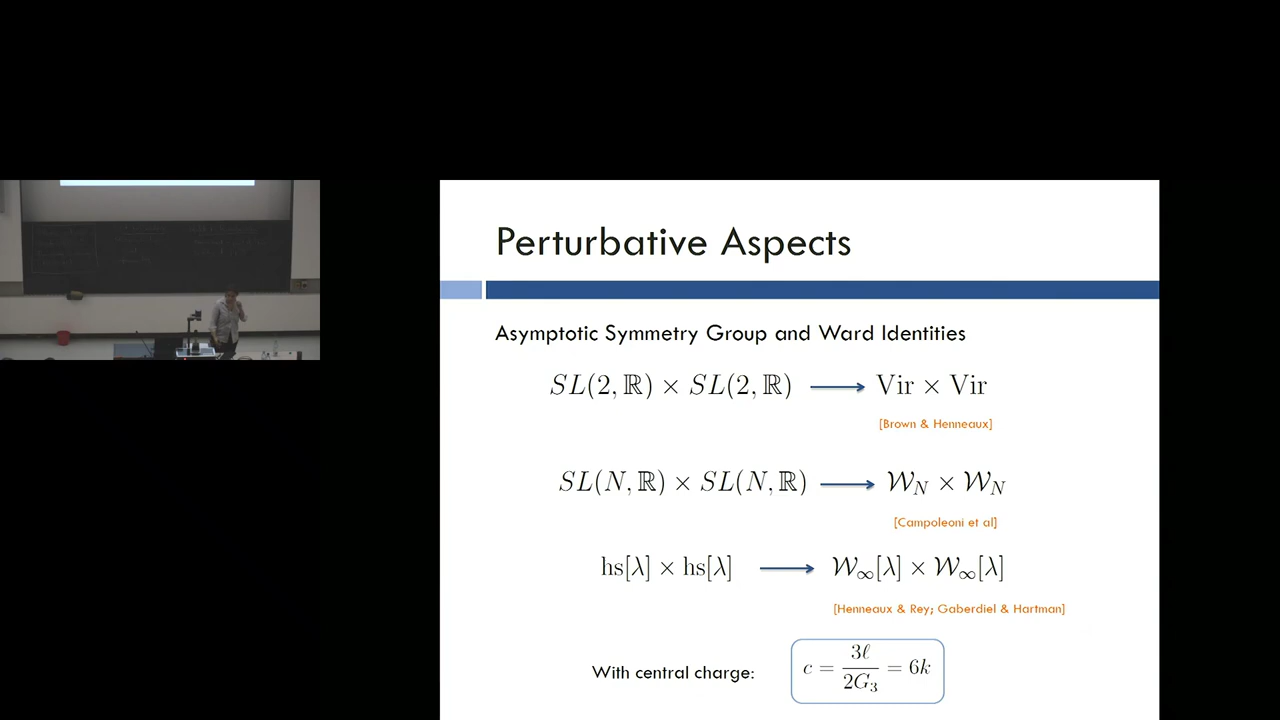 Perturbative Aspects
Asymptotic Symmetry Group and Ward Identities
SL(2, ℝ) × SL(2, ℝ) ⟶ Vir × Vir
[Brown & Henneaux]
SL(N, ℝ) × SL(N, ℝ) ⟶ 𝒲_N × 𝒲_N
[Campoleoni et al]
hs[λ] × hs[λ] ⟶ 𝒲_∞[λ] × 𝒲_∞[λ]
[Henneaux & Rey; Gaberdiel & Hartman]
With central charge: c = 3ℓ / 2G_3 = 6k